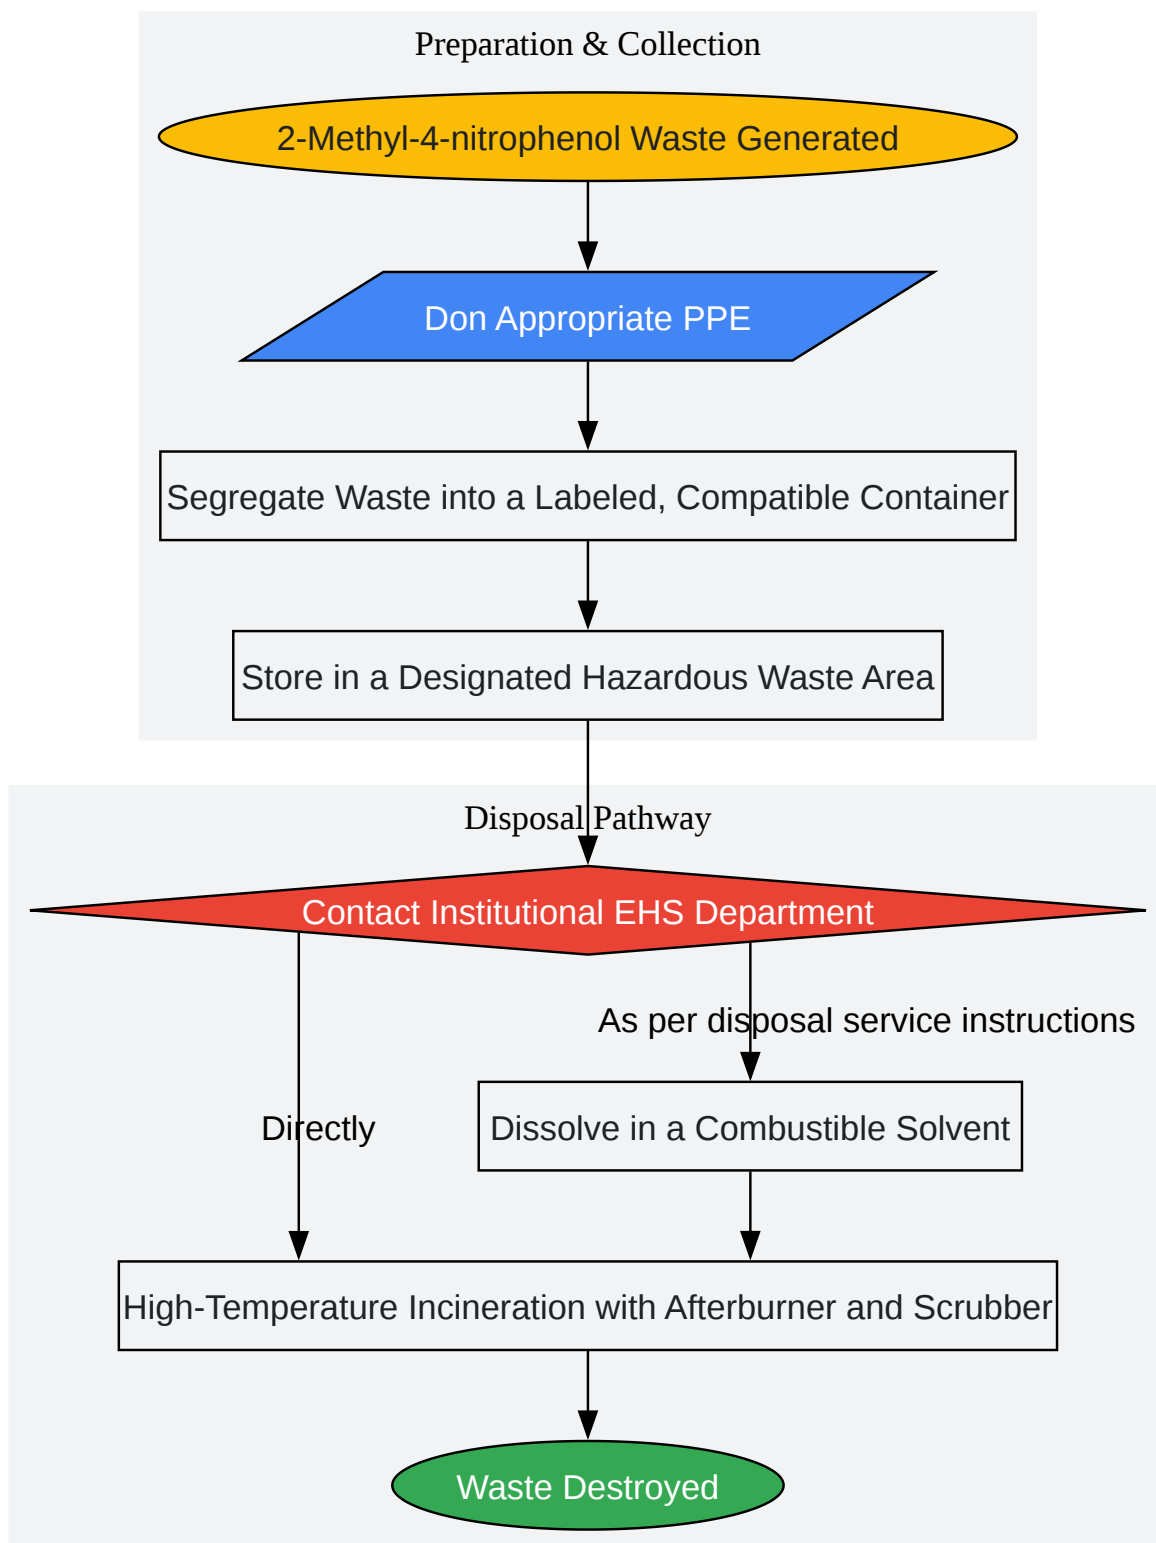 Preparation & Collection
2-Methyl-4-nitrophenol Waste Generated
Don Appropriate PPE
Segregate Waste into a Labeled, Compatible Container
Store in a Designated Hazardous Waste Area
Disposal Pathway
Contact Institutional EHS Department
As per disposal service instructions
Directly
Dissolve in a Combustible Solvent
High-Temperature Incineration with Afterburner and Scrubber
Waste Destroyed